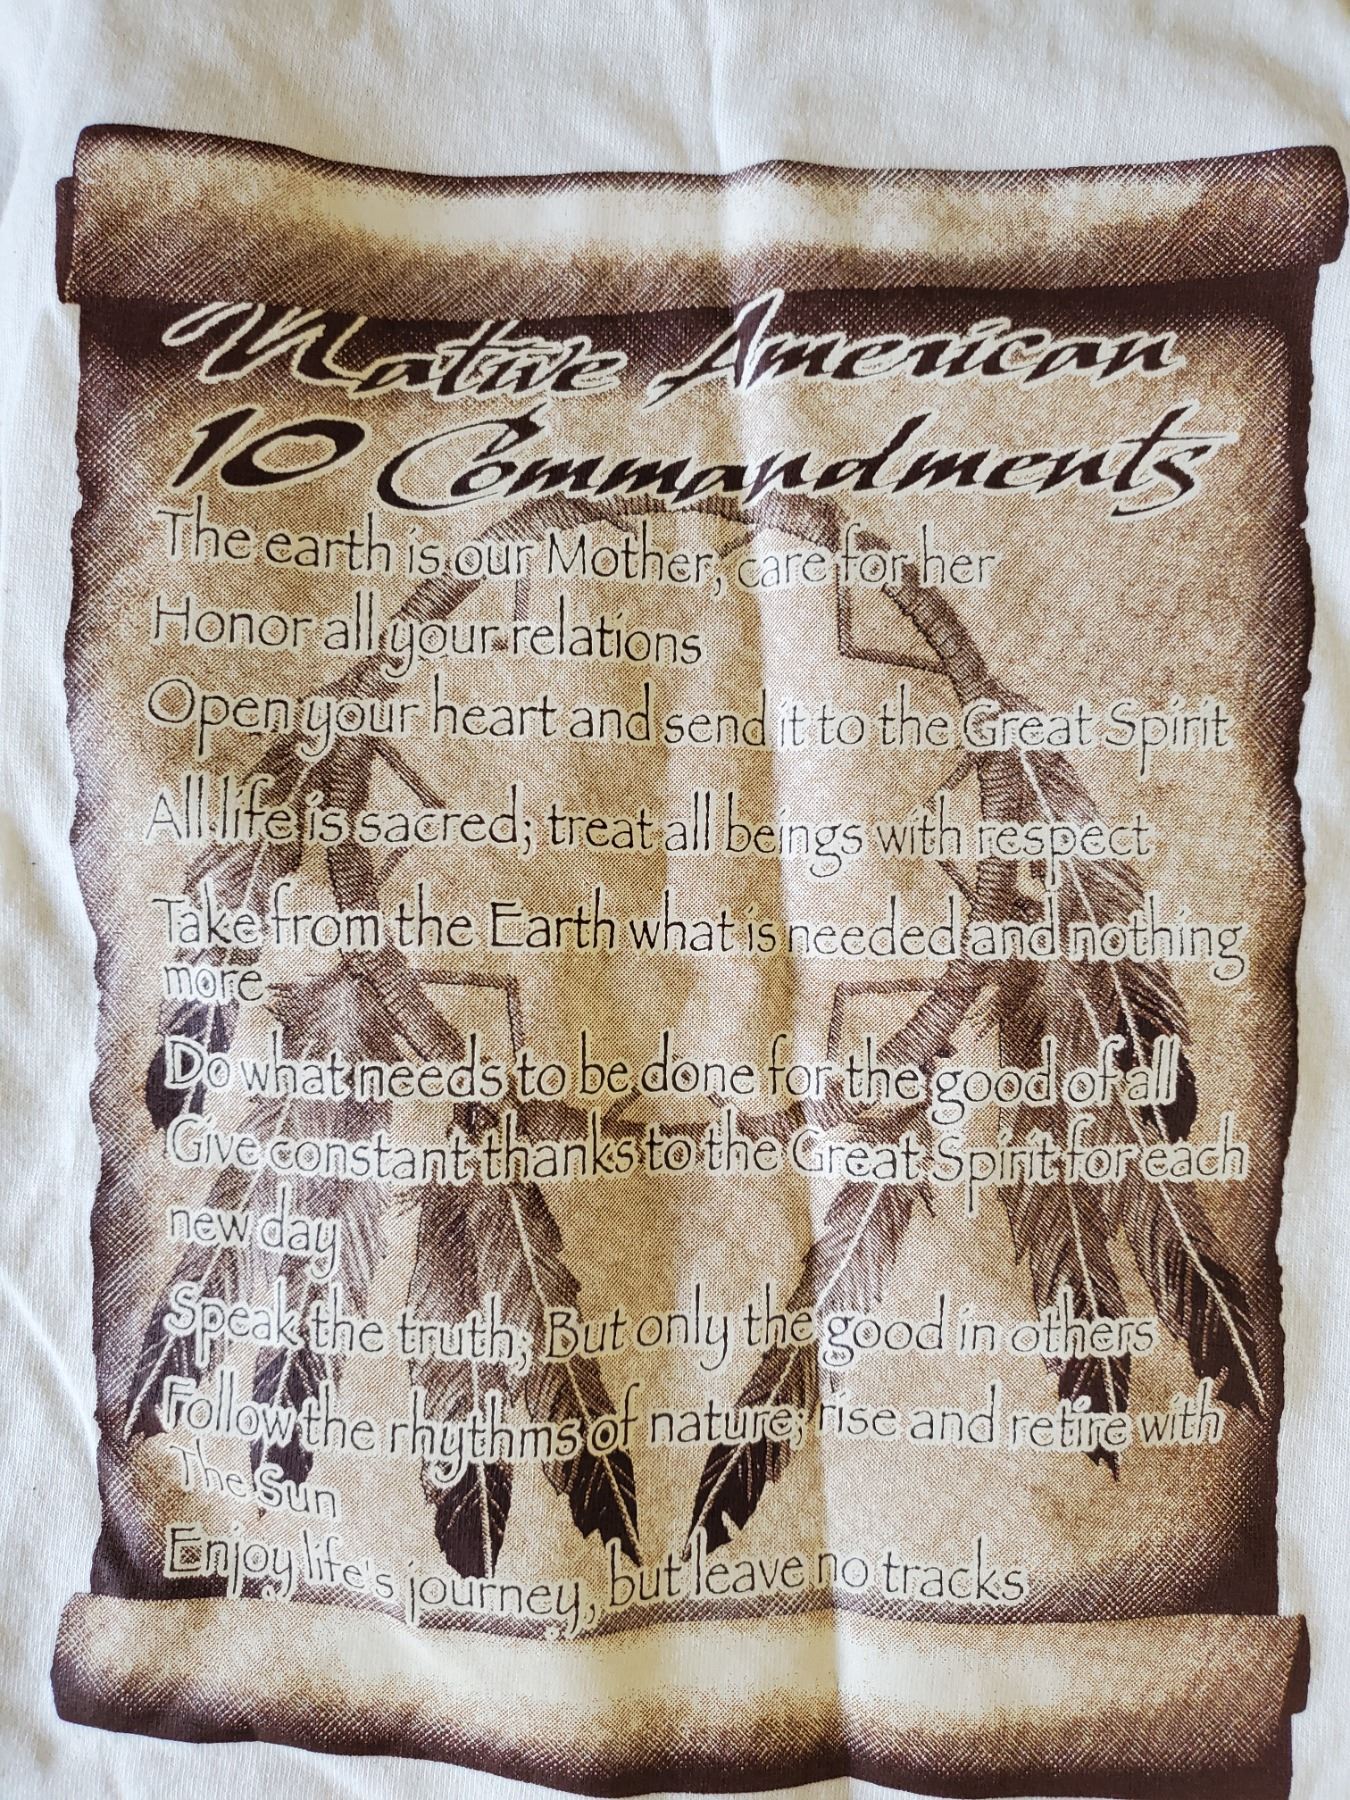 Native American
10 Commandments
The earth is our Mother, care for her
Honor all your relations
Open your heart and send it to the Great Spirit
All life is sacred; treat all beings with respect
Take from the Earth what is needed and nothing
more
Do what needs to be done for the good of all
Give constant thanks to the Great Spirit for each
new day
Speak the truth; But only the good in others
Follow the rhythms of nature; rise and retire with
The Sun
Enjoy life's journey, but leave no tracks